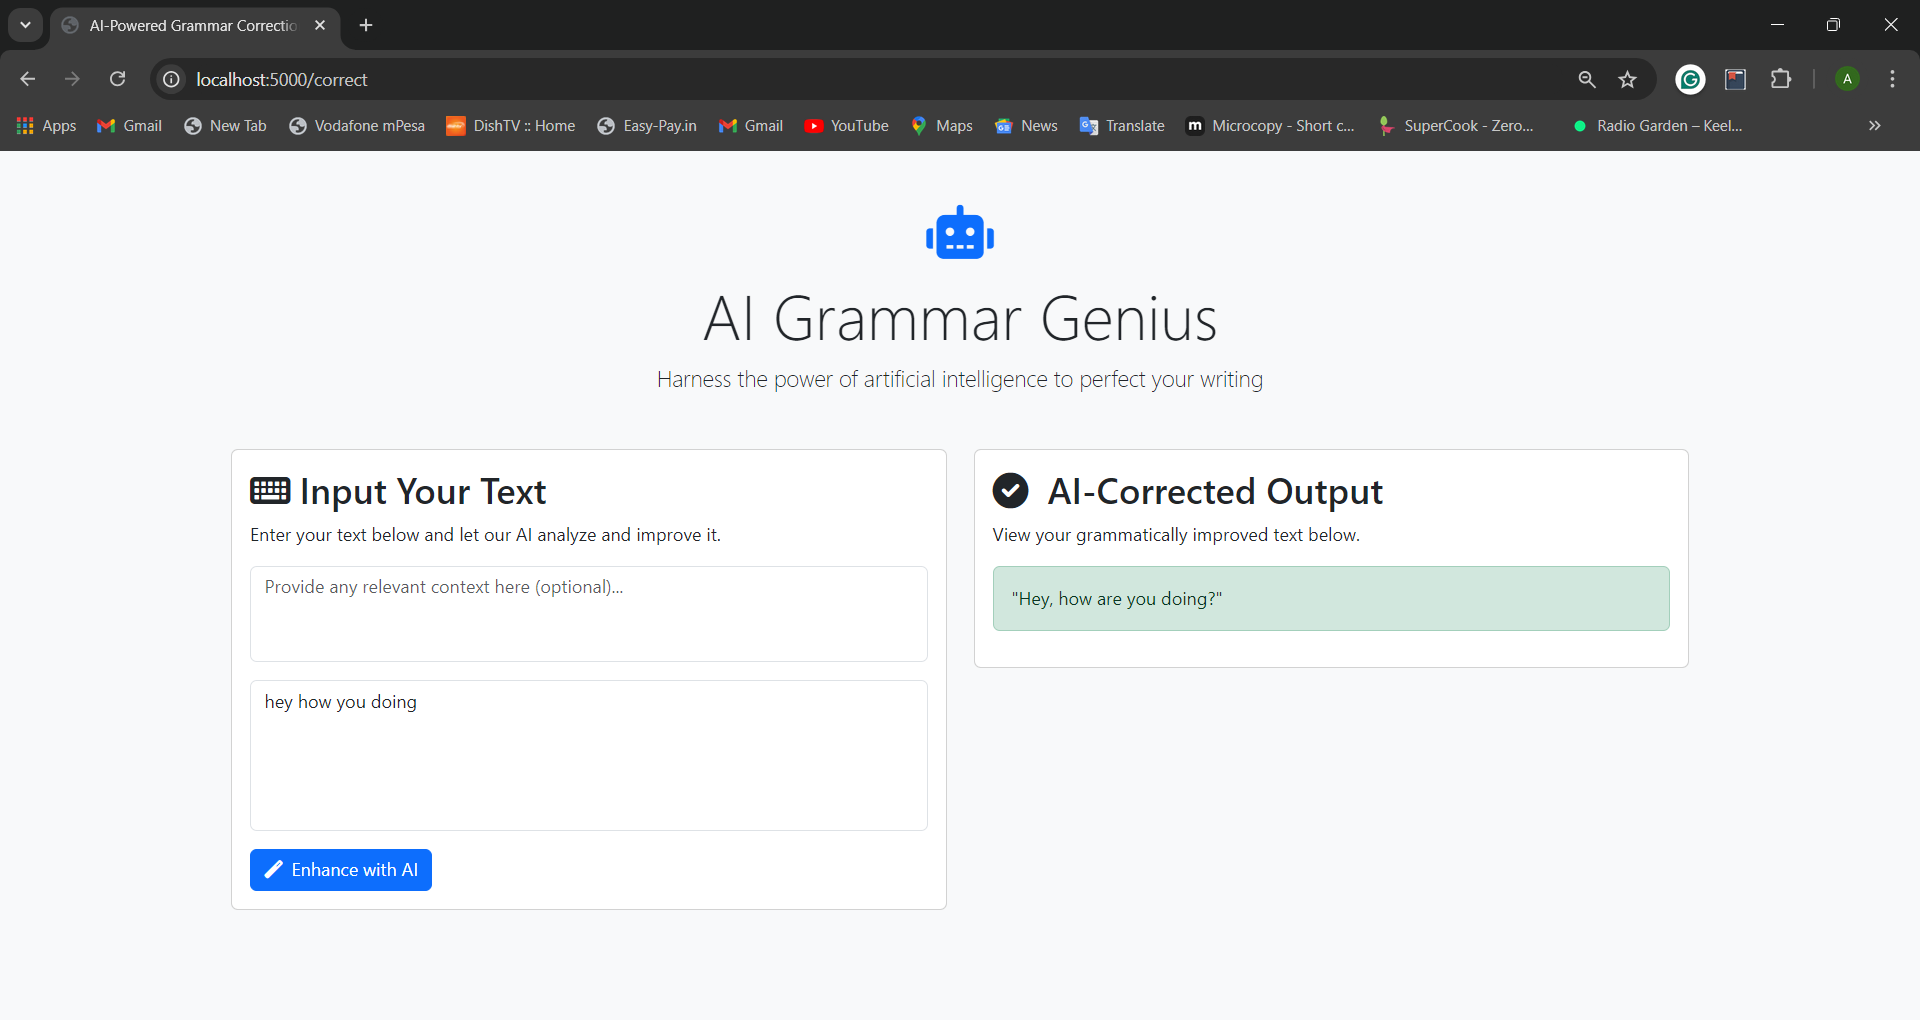 AI-Powered Grammar Correctio
localhost:5000/correct
A
Apps Gmail New Tab Vodafone mPesa DishTV :: Home Easy-Pay.in Gmail YouTube Maps News Translate m Microcopy - Short c... SuperCook - Zero... Radio Garden – Keel...
AI Grammar Genius
Harness the power of artificial intelligence to perfect your writing
Input Your Text
Enter your text below and let our AI analyze and improve it.
Provide any relevant context here (optional)...
hey how you doing
Enhance with AI
AI-Corrected Output
View your grammatically improved text below.
"Hey, how are you doing?"